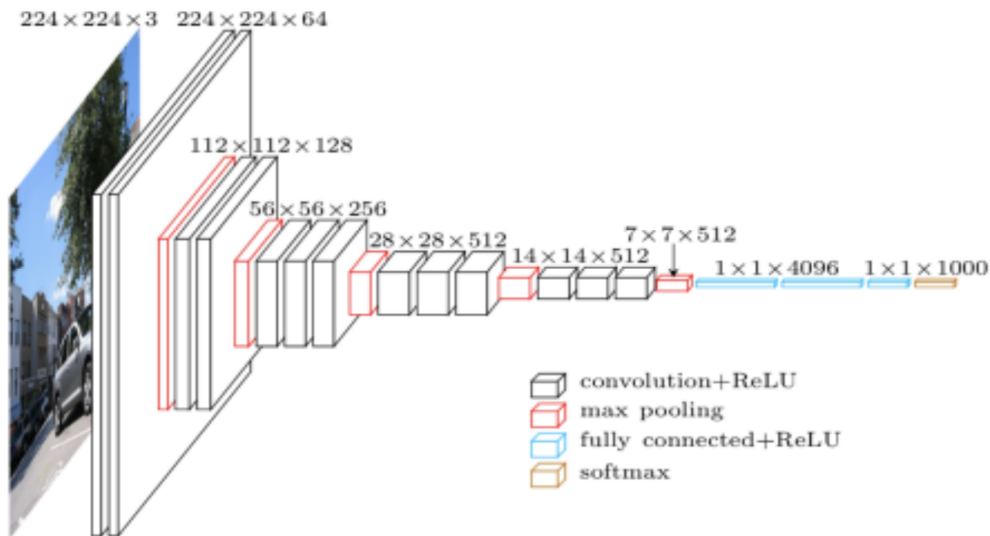 224×224×3
224×224×64
112×112×128
56×56×256
28×28×512
14×14×512
7×7×512
1×1×4096
1×1×1000
convolution+ReLU
max pooling
fully connected+ReLU
softmax